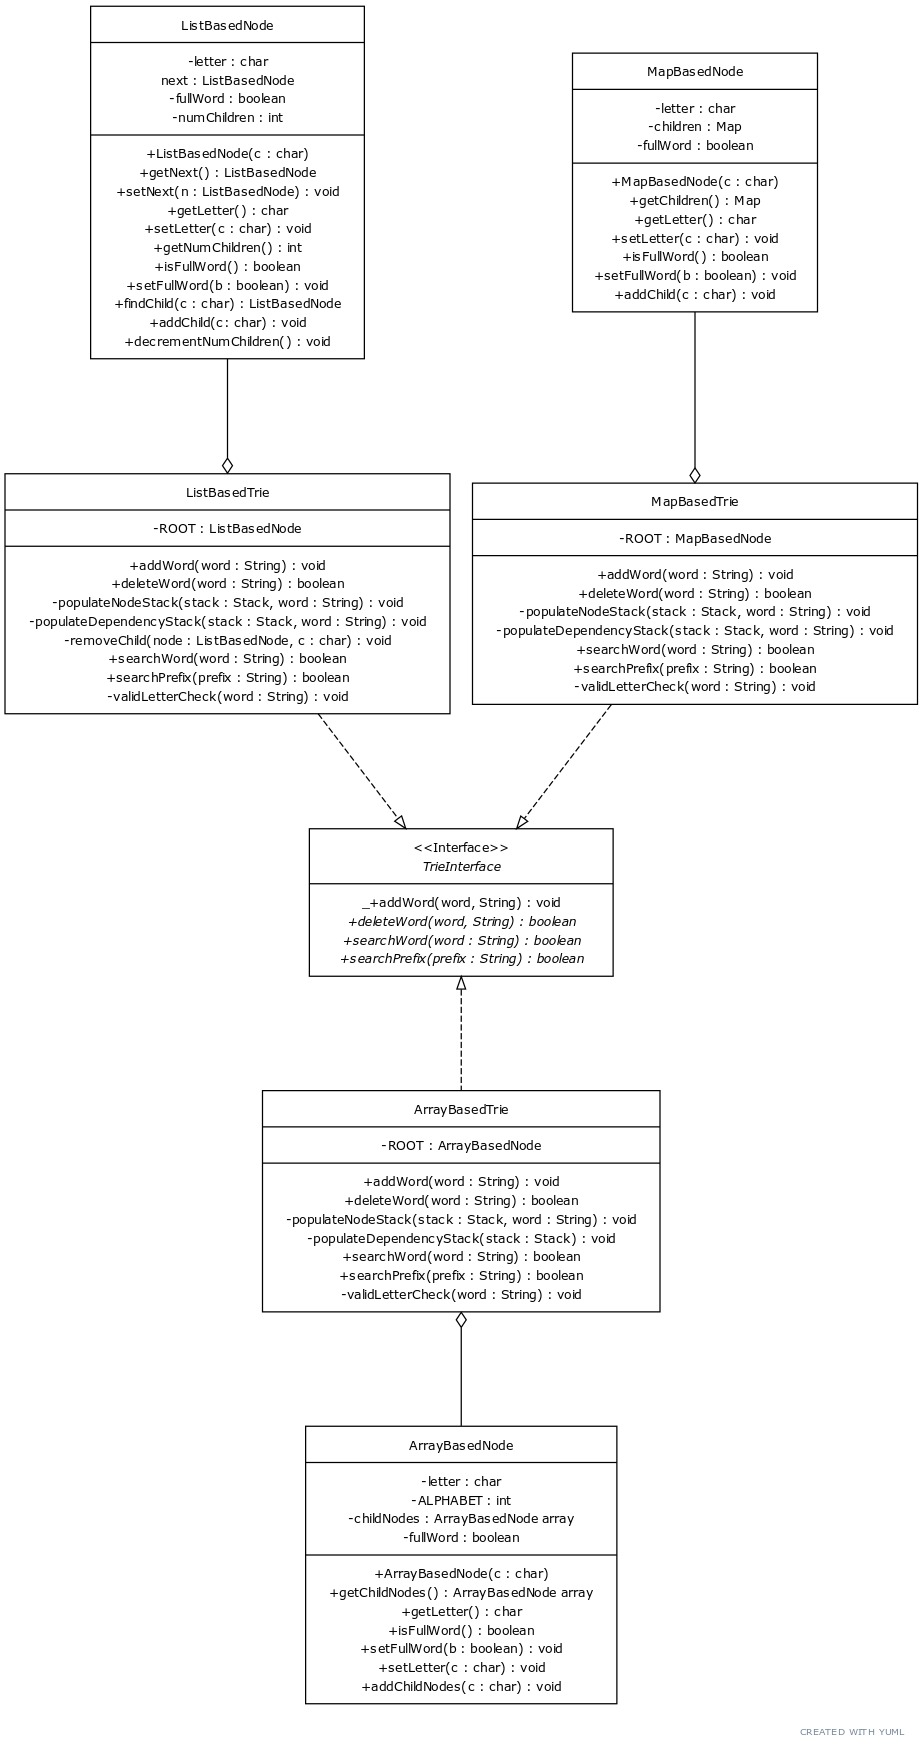 ListBasedNode
-letter : char
next : ListBasedNode
-fullWord : boolean
-numChildren : int
+ListBasedNode(c : char)
+getNext() : ListBasedNode
+setNext(n : ListBasedNode) : void
+getLetter() : char
+setLetter(c : char) : void
+getNumChildren() : int
+isFullWord() : boolean
+setFullWord(b : boolean) : void
+findChild(c : char) : ListBasedNode
+addChild(c: char) : void
+decrementNumChildren() : void
MapBasedNode
-letter : char
-children : Map
-fullWord : boolean
+MapBasedNode(c : char)
+getChildren() : Map
+getLetter() : char
+setLetter(c : char) : void
+isFullWord() : boolean
+setFullWord(b : boolean) : void
+addChild(c : char) : void
ListBasedTrie
-ROOT : ListBasedNode
+addWord(word : String) : void
+deleteWord(word : String) : boolean
-populateNodeStack(stack : Stack, word : String) : void
-populateDependencyStack(stack : Stack, word : String) : void
-removeChild(node : ListBasedNode, c : char) : void
+searchWord(word : String) : boolean
+searchPrefix(prefix : String) : boolean
-validLetterCheck(word : String) : void
MapBasedTrie
-ROOT : MapBasedNode
+addWord(word : String) : void
+deleteWord(word : String) : boolean
-populateNodeStack(stack : Stack, word : String) : void
-populateDependencyStack(stack : Stack, word : String) : void
+searchWord(word : String) : boolean
+searchPrefix(prefix : String) : boolean
-validLetterCheck(word : String) : void
<<Interface>>
TrieInterface
_+addWord(word, String) : void
+deleteWord(word, String) : boolean
+searchWord(word : String) : boolean
+searchPrefix(prefix : String) : boolean
ArrayBasedTrie
-ROOT : ArrayBasedNode
+addWord(word : String) : void
+deleteWord(word : String) : boolean
-populateNodeStack(stack : Stack, word : String) : void
-populateDependencyStack(stack : Stack) : void
+searchWord(word : String) : boolean
+searchPrefix(prefix : String) : boolean
-validLetterCheck(word : String) : void
ArrayBasedNode
-letter : char
-ALPHABET : int
-childNodes : ArrayBasedNode array
-fullWord : boolean
+ArrayBasedNode(c : char)
+getChildNodes() : ArrayBasedNode array
+getLetter() : char
+isFullWord() : boolean
+setFullWord(b : boolean) : void
+setLetter(c : char) : void
+addChildNodes(c : char) : void
CREATED WITH YUML